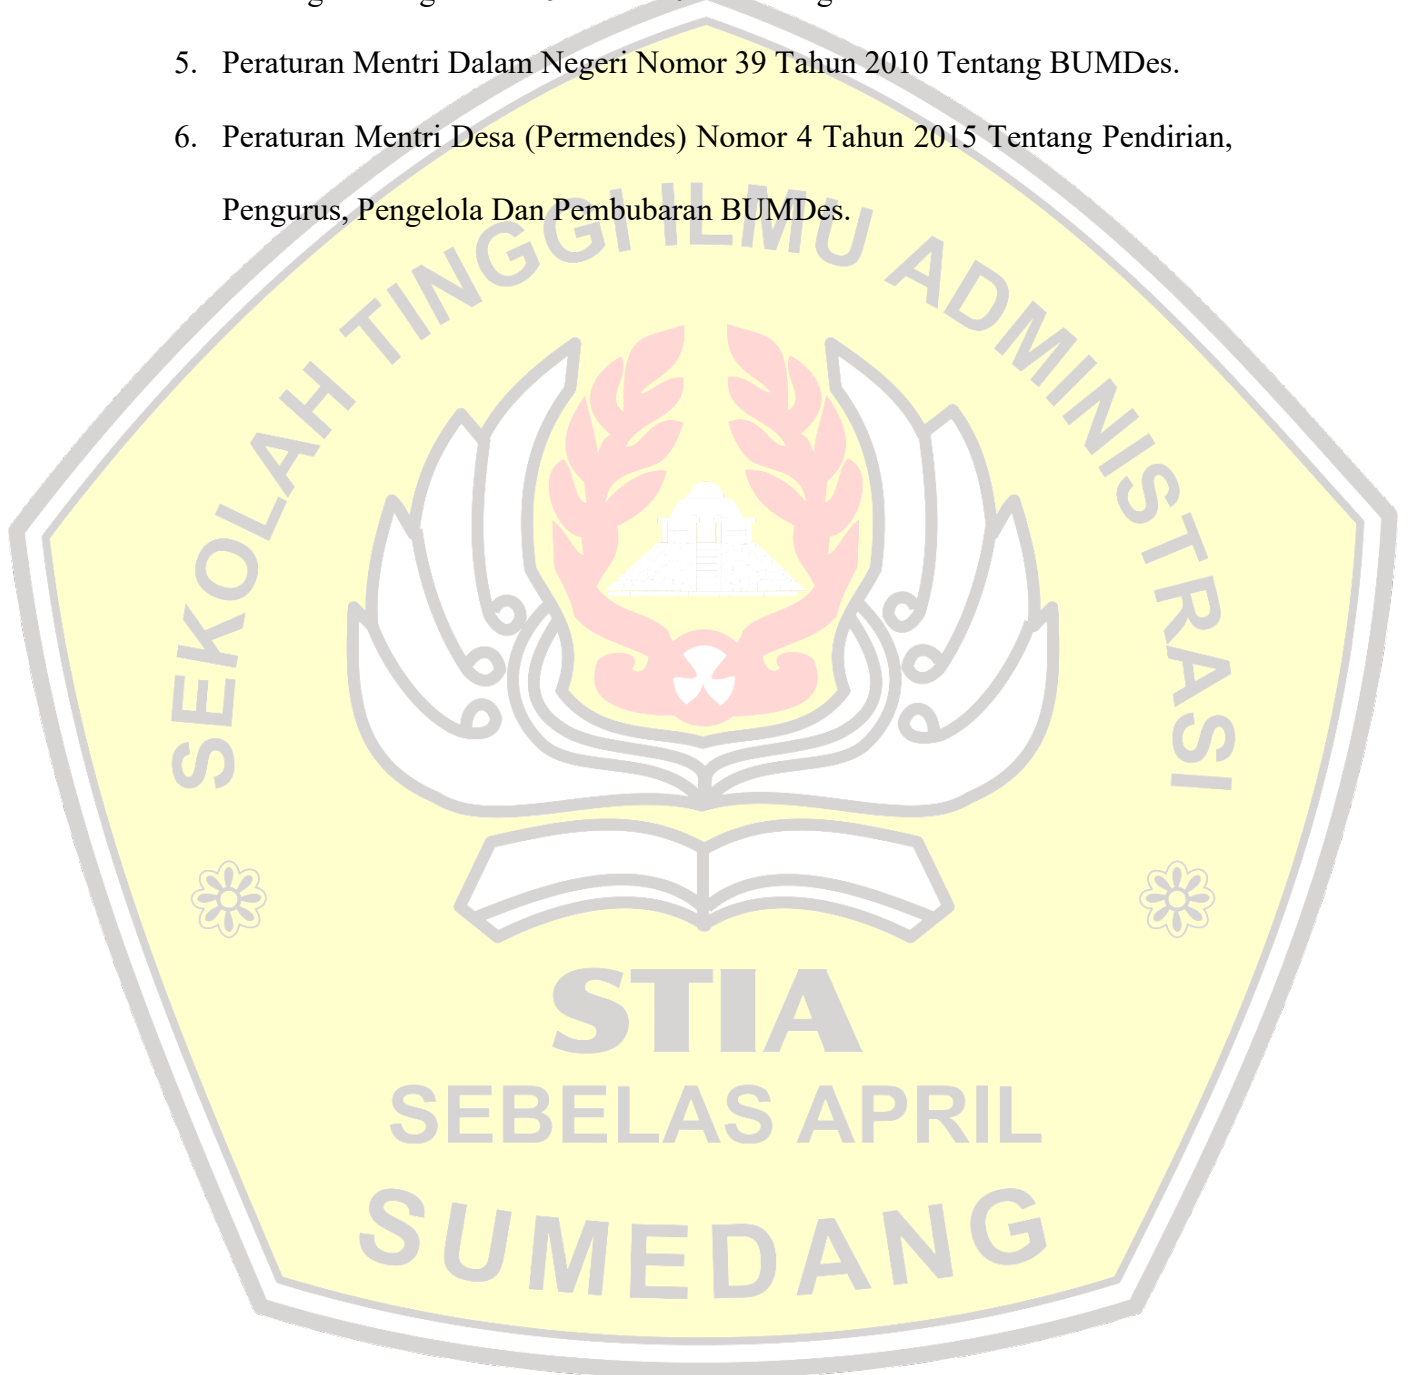 5. Peraturan Mentri Dalam Negeri Nomor 39 Tahun 2010 Tentang BUMDes.
6. Peraturan Mentri Desa (Permendes) Nomor 4 Tahun 2015 Tentang Pendirian,
Pengurus, Pengelola Dan Pembubaran BUMDes.
SEKOLAH TINGGI ILMU ADMINISTRASI
STIA
SEBELAS APRIL
SUMEDANG